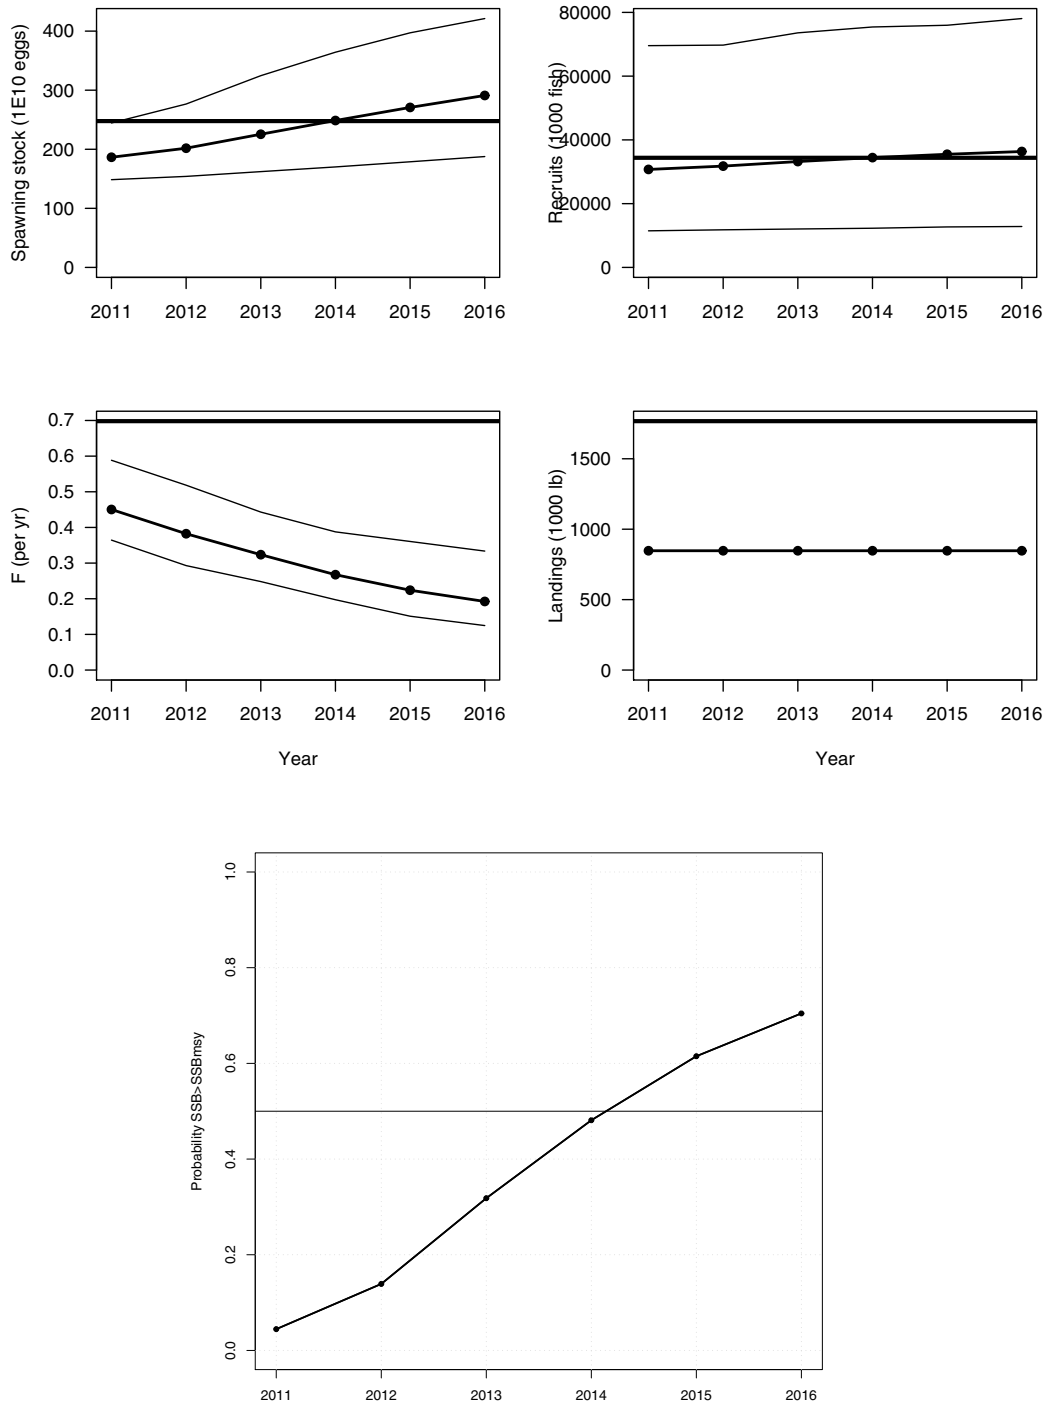 Spawning stock (1E10 eggs)
400
300
200
100
0
2011 2012 2013 2014 2015 2016
Recruits (1000 fish)
80000
60000
40000
20000
0
2011 2012 2013 2014 2015 2016
F (per yr)
0.7
0.6
0.5
0.4
0.3
0.2
0.1
0.0
2011 2012 2013 2014 2015 2016
Year
Landings (1000 lb)
1500
1000
500
0
2011 2012 2013 2014 2015 2016
Year
Probability SSB>SSBmsy
1.0
0.8
0.6
0.4
0.2
0.0
2011 2012 2013 2014 2015 2016